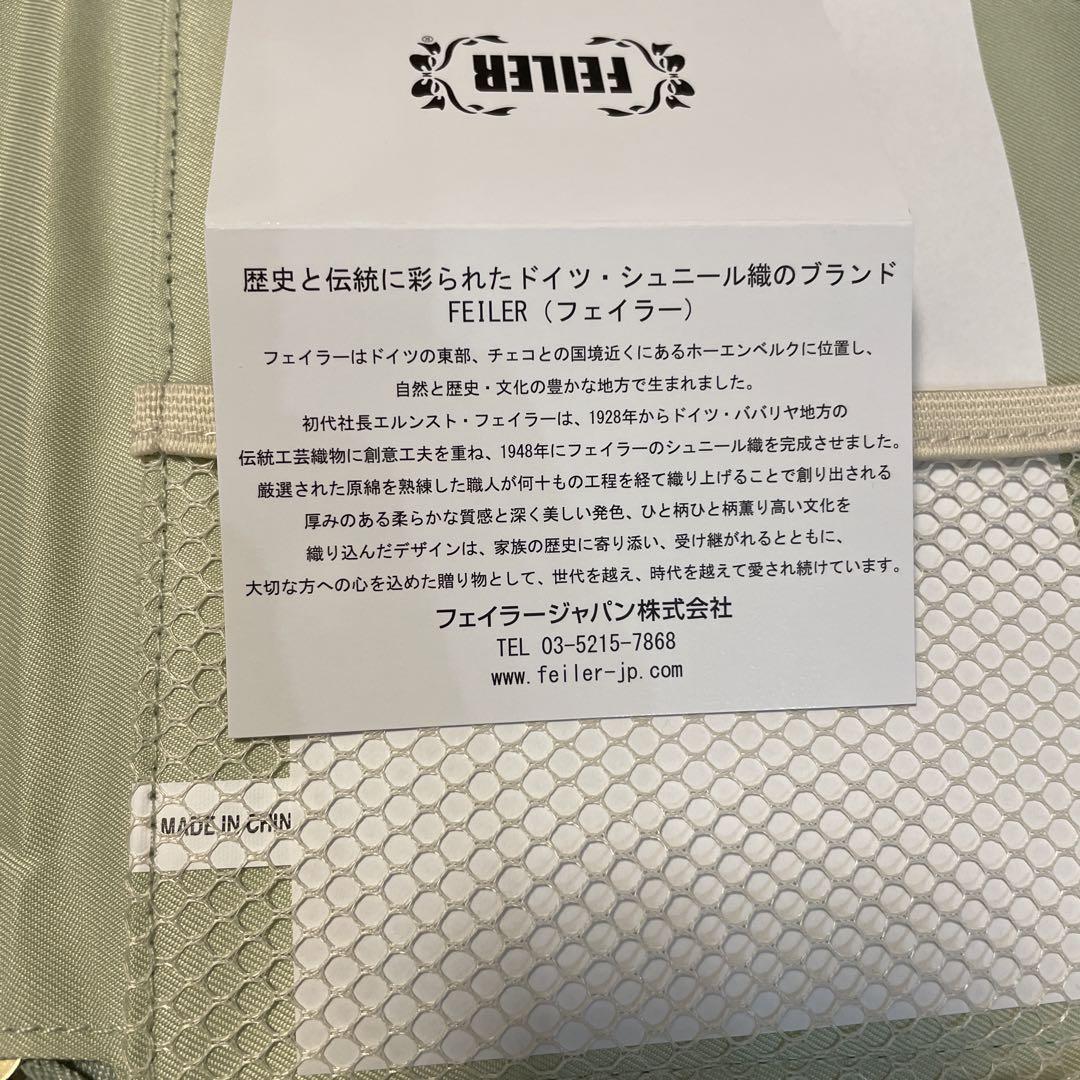 FEILER®
歴史と伝統に彩られたドイツ・シュニール織のブランド
FEILER(フェイラー)
フェイラーはドイツの東部、チェコとの国境近くにあるホーエンベルクに位置し、
自然と歴史・文化の豊かな地方で生まれました。
初代社長エルンスト・フェイラーは、1928年からドイツ・ババリヤ地方の
伝統工芸織物に創意工夫を重ね、1948年にフェイラーのシュニール織を完成させました。
厳選された原綿を熟練した職人が何十もの工程を経て織り上げることで創り出される
厚みのある柔らかな質感と深く美しい発色、ひと柄ひと柄薫り高い文化を
織り込んだデザインは、家族の歴史に寄り添い、受け継がれるとともに、
大切な方への心を込めた贈り物として、世代を越え、時代を越えて愛され続けています。
フェイラージャパン株式会社
TEL 03-5215-7868
www.feiler-jp.com
MADE IN CHIN